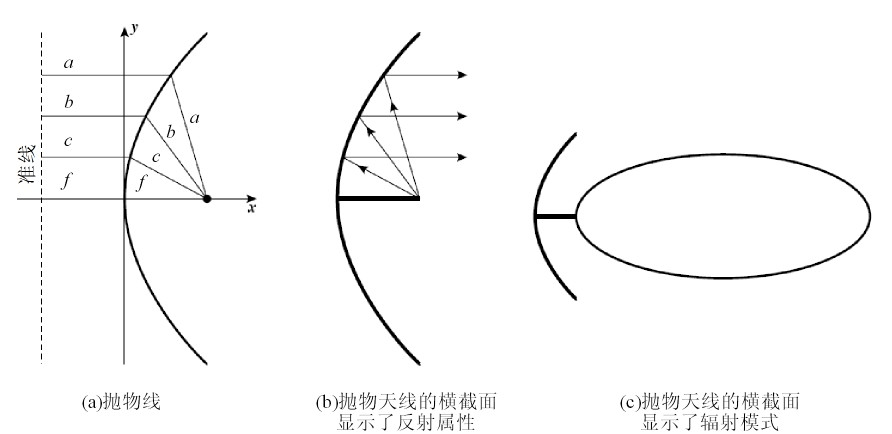 y
a
b
a
b
c
c
准线
f
f
x
(a)抛物线
(b)抛物天线的横截面
显示了反射属性
(c)抛物天线的横截面
显示了辐射模式